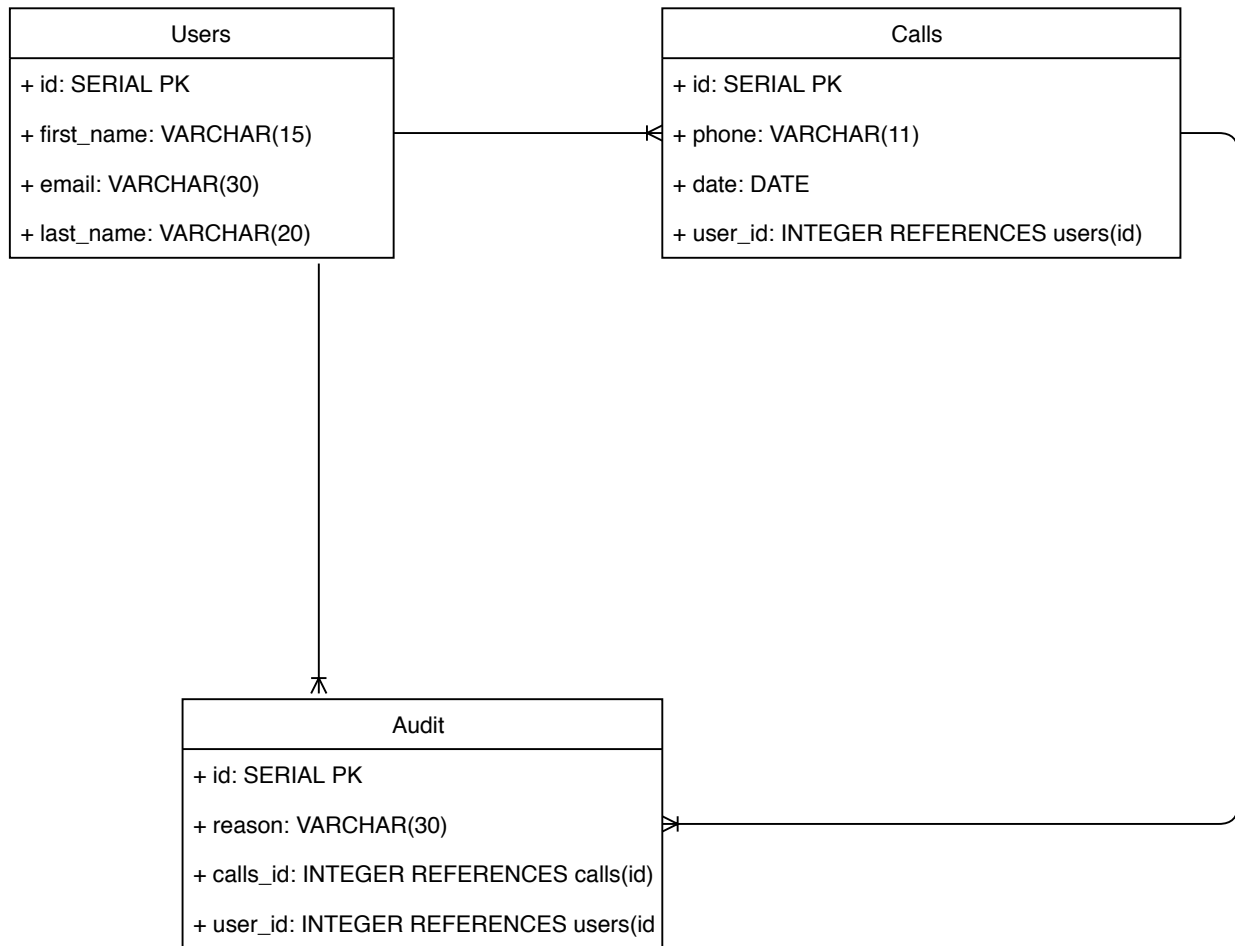 Users
+ id: SERIAL PK
+ first_name: VARCHAR(15)
+ email: VARCHAR(30)
+ last_name: VARCHAR(20)
Calls
+ id: SERIAL PK
+ phone: VARCHAR(11)
+ date: DATE
+ user_id: INTEGER REFERENCES users(id)
Audit
+ id: SERIAL PK
+ reason: VARCHAR(30)
+ calls_id: INTEGER REFERENCES calls(id)
+ user_id: INTEGER REFERENCES users(id